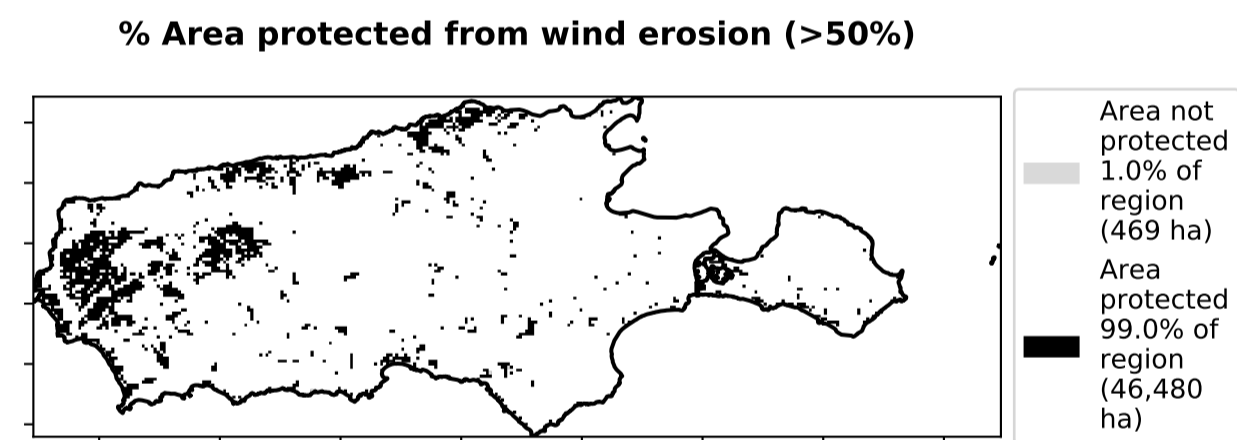 % Area protected from wind erosion (>50%)
Area not
protected
1.0% of
region
(469 ha)
Area
protected
99.0% of
region
(46,480
ha)